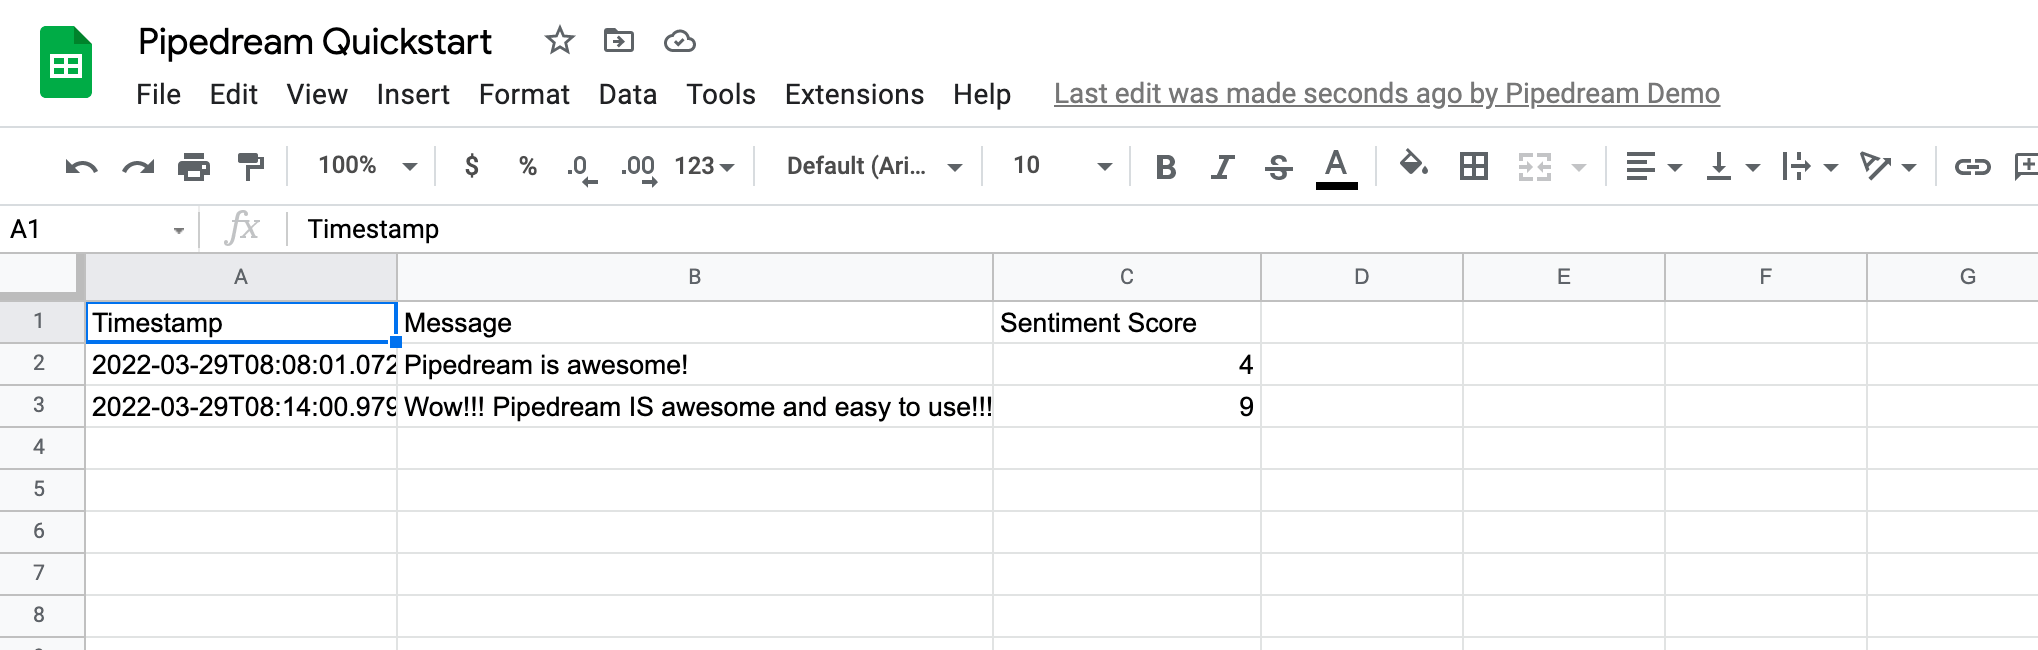 Pipedream Quickstart
File Edit View Insert Format Data Tools Extensions Help Last edit was made seconds ago by Pipedream Demo
100% $ % .0 .00 123 Default (Ari... 10 B I S A
A1 fx Timestamp
A B C D E F G
1 Timestamp Message Sentiment Score
2 2022-03-29T08:08:01.072 Pipedream is awesome! 4
3 2022-03-29T08:14:00.979 Wow!!! Pipedream IS awesome and easy to use!!! 9
4
5
6
7
8